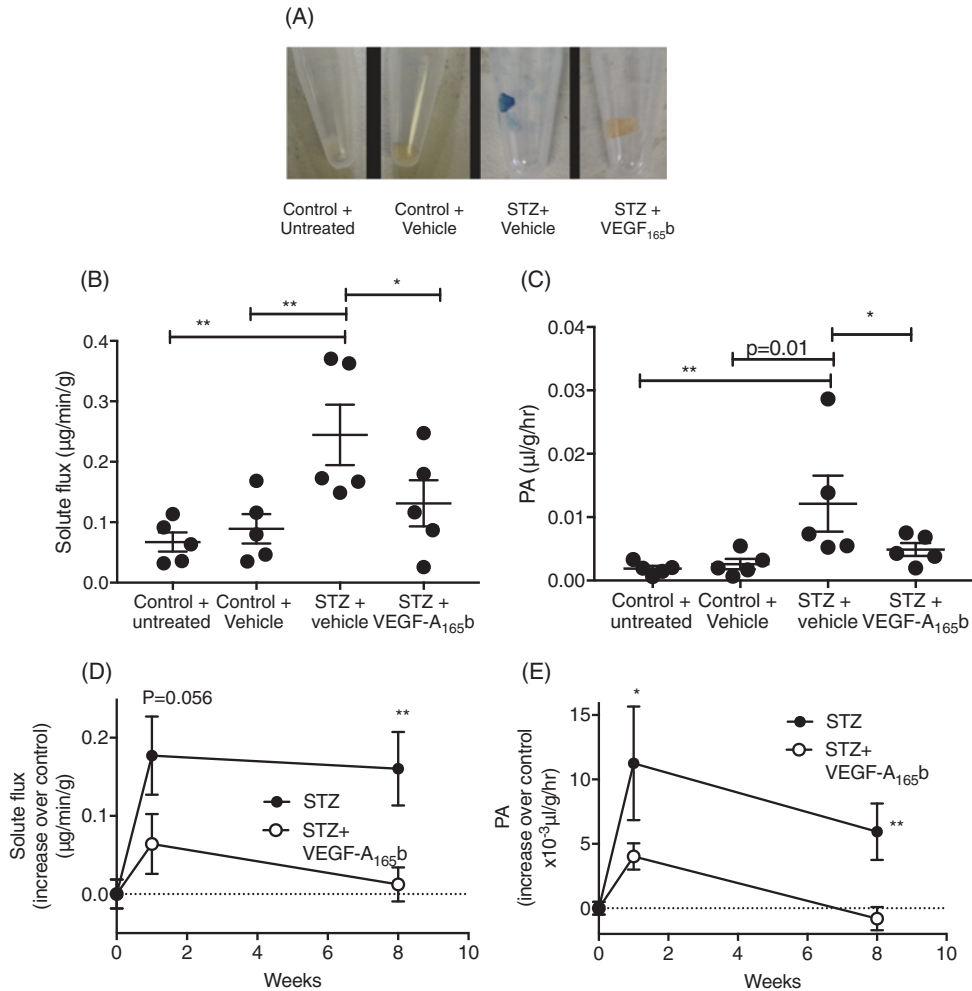 (A)
Control +
Untreated
Control +
Vehicle
STZ+
Vehicle
STZ +
VEGF₁₆₅b
(B)
Solute flux (µg/min/g)
0.4
0.3
0.2
0.1
0.0
**
**
*
Control +
untreated
Control +
Vehicle
STZ +
vehicle
STZ +
VEGF-A₁₆₅b
(C)
PA (µl/g/hr)
0.04
0.03
0.02
0.01
0.00
**
p=0.01
*
Control +
untreated
Control +
Vehicle
STZ +
vehicle
STZ +
VEGF-A₁₆₅b
(D)
Solute flux
(increase over control)
(µg/min/g)
0.2
0.1
0.0
P=0.056
**
STZ
STZ+
VEGF-A₁₆₅b
0 2 4 6 8 10
Weeks
(E)
PA
(increase over control)
x10⁻³µl/g/hr)
15
10
5
0
*
**
STZ
STZ+
VEGF-A₁₆₅b
0 2 4 6 8 10
Weeks